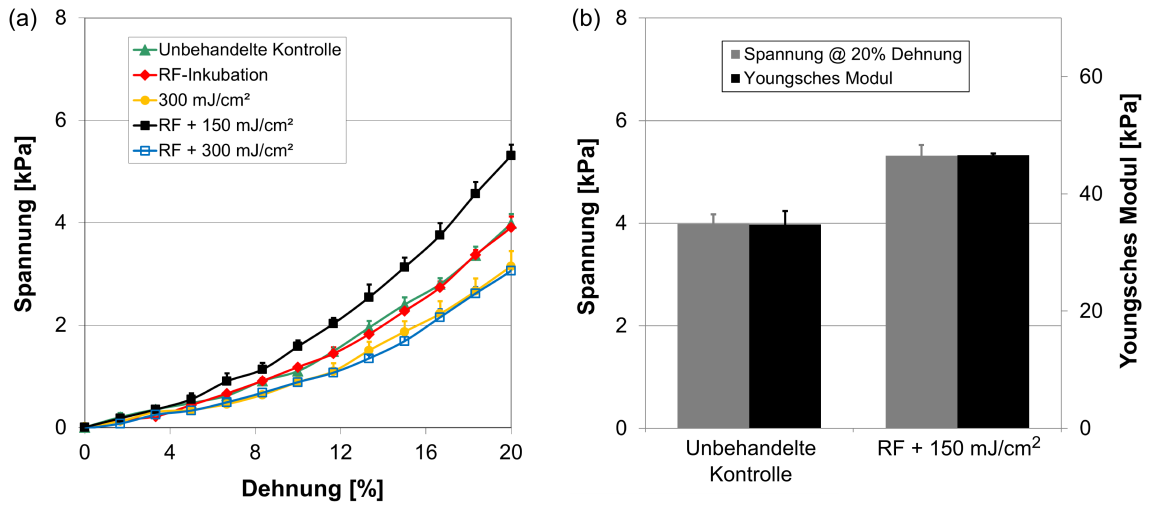 (a)
8
6
4
2
0
Spannung [kPa]
Unbehandelte Kontrolle
RF-Inkubation
300 mJ/cm²
RF + 150 mJ/cm²
RF + 300 mJ/cm²
0 4 8 12 16 20
Dehnung [%]
(b)
8
6
4
2
0
Spannung [kPa]
Spannung @ 20% Dehnung
Youngsches Modul
60
40
20
0
Youngsches Modul [kPa]
Unbehandelte
Kontrolle
RF + 150 mJ/cm²